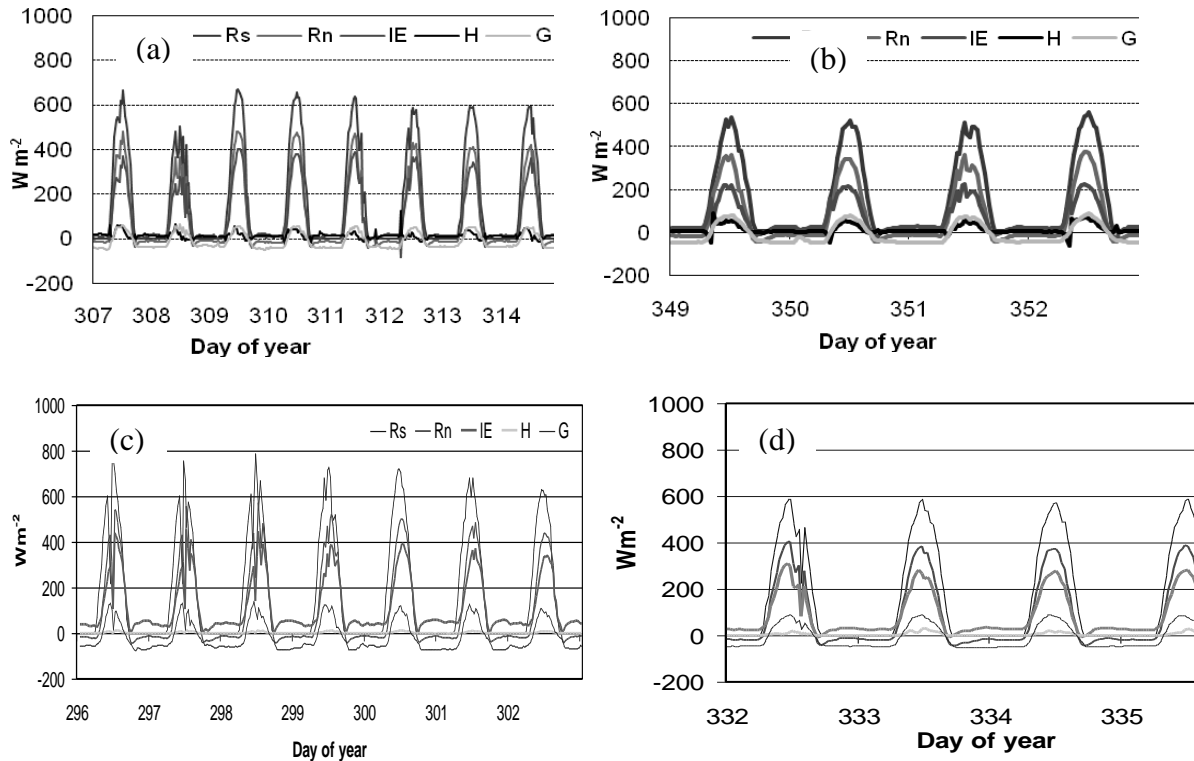 (a)
Rs Rn IE H G
W m-2
1000
800
600
400
200
0
-200
307 308 309 310 311 312 313 314
Day of year
(b)
Rn IE H G
W m-2
1000
800
600
400
200
0
-200
349 350 351 352
Day of year
(c)
Rs Rn IE H G
Wm-2
1000
800
600
400
200
0
-200
296 297 298 299 300 301 302
Day of year
(d)
Wm-2
1000
800
600
400
200
0
-200
332 333 334 335
Day of year